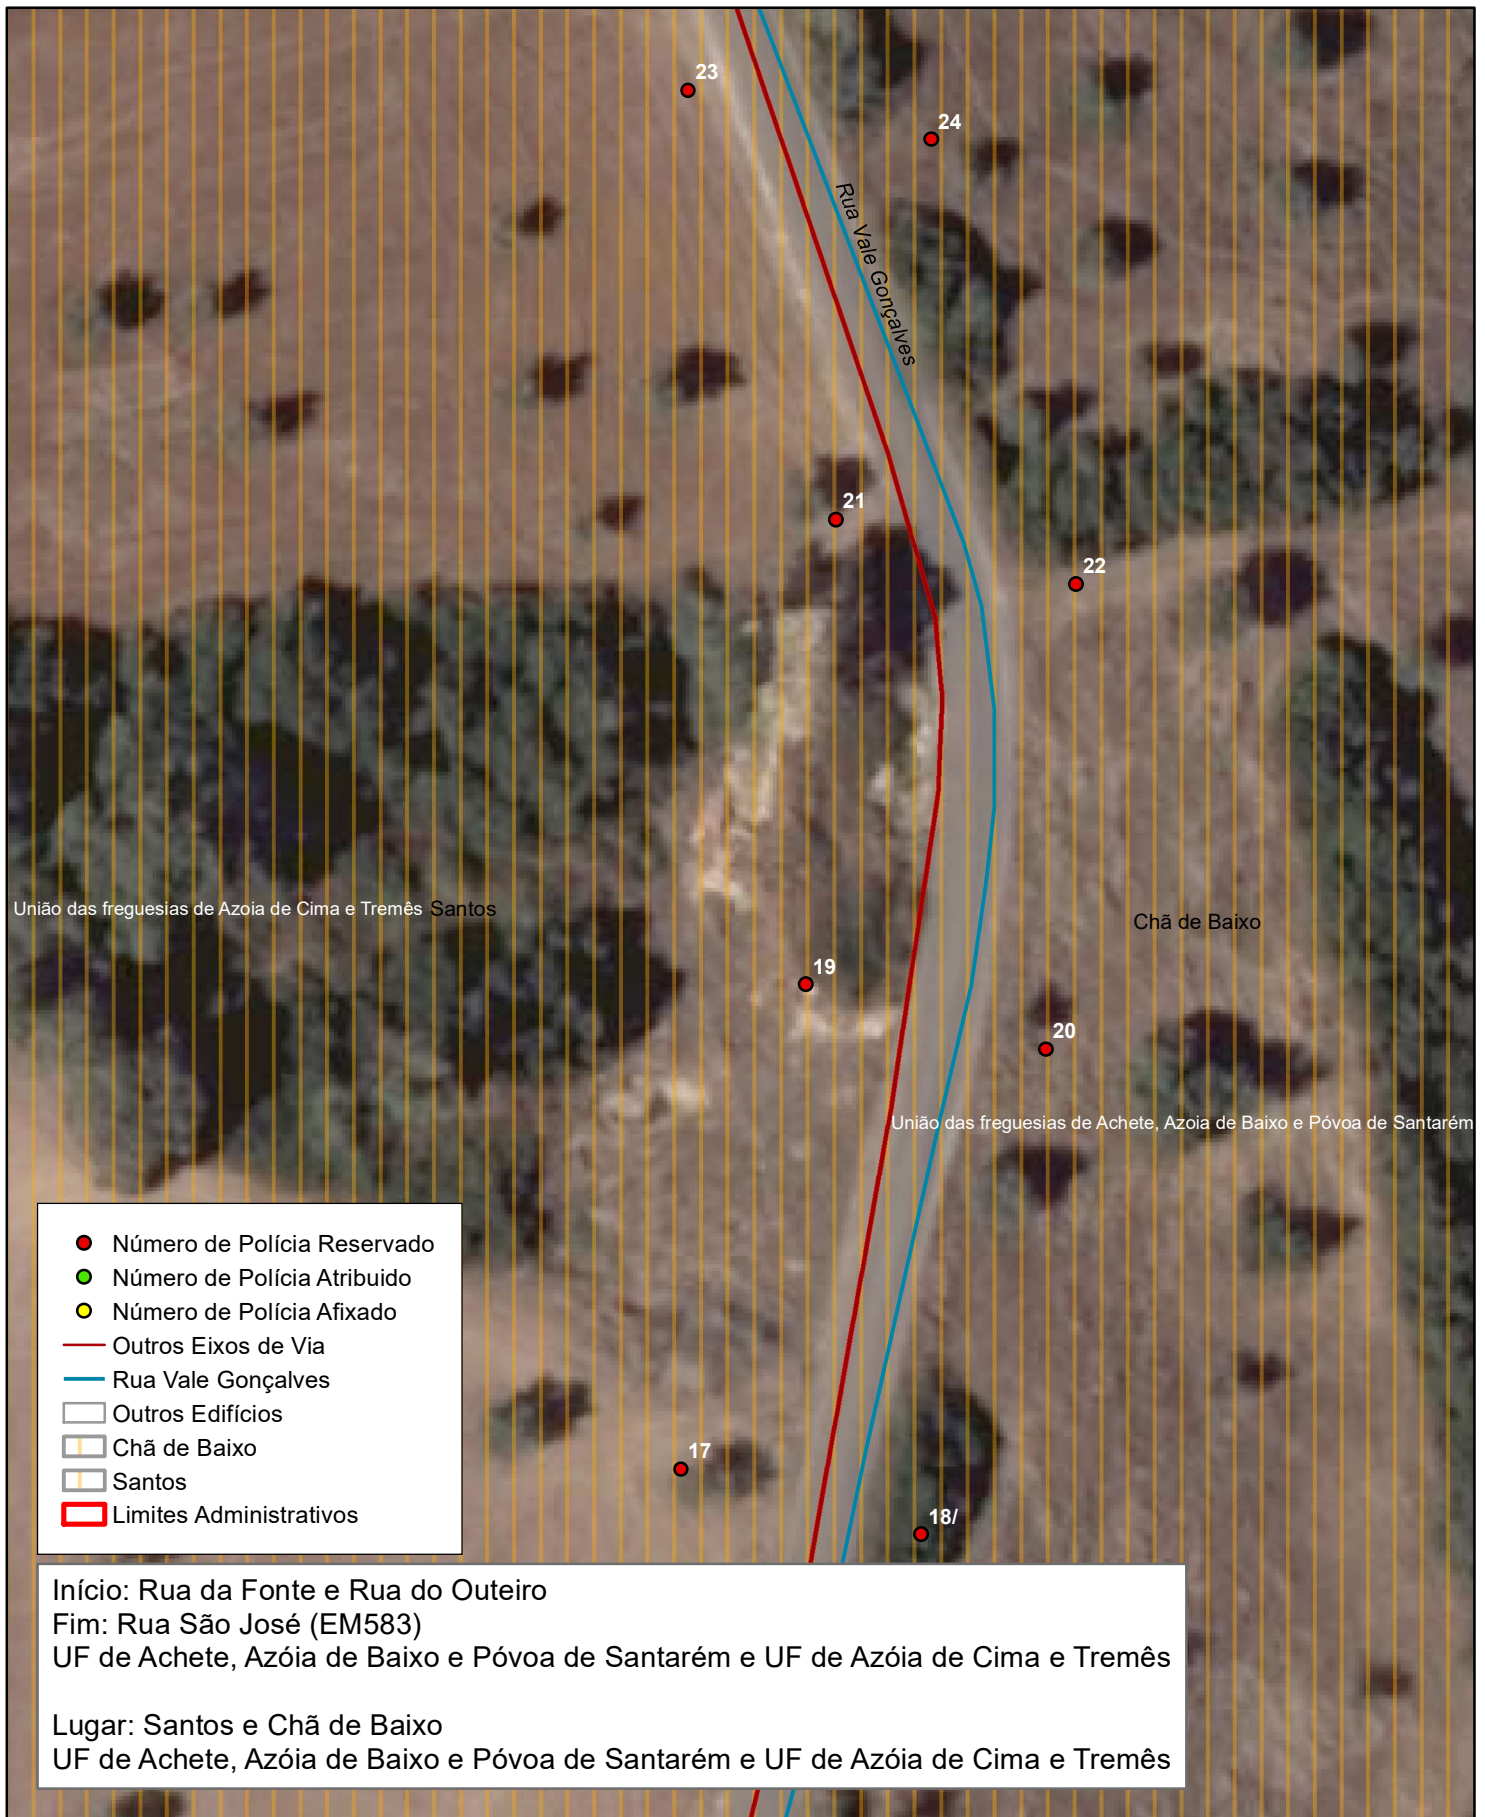 23
24
Rua Vale Gonçalves
21
22
União das freguesias de Azoia de Cima e Tremês Santos
Chã de Baixo
19
20
União das freguesias de Achete, Azoia de Baixo e Póvoa de Santarém
Número de Polícia Reservado
Número de Polícia Atribuido
Número de Polícia Afixado
Outros Eixos de Via
Rua Vale Gonçalves
Outros Edifícios
Chã de Baixo
Santos
Limites Administrativos
17
18/
Início: Rua da Fonte e Rua do Outeiro
Fim: Rua São José (EM583)
UF de Achete, Azóia de Baixo e Póvoa de Santarém e UF de Azóia de Cima e Tremês
Lugar: Santos e Chã de Baixo
UF de Achete, Azóia de Baixo e Póvoa de Santarém e UF de Azóia de Cima e Tremês